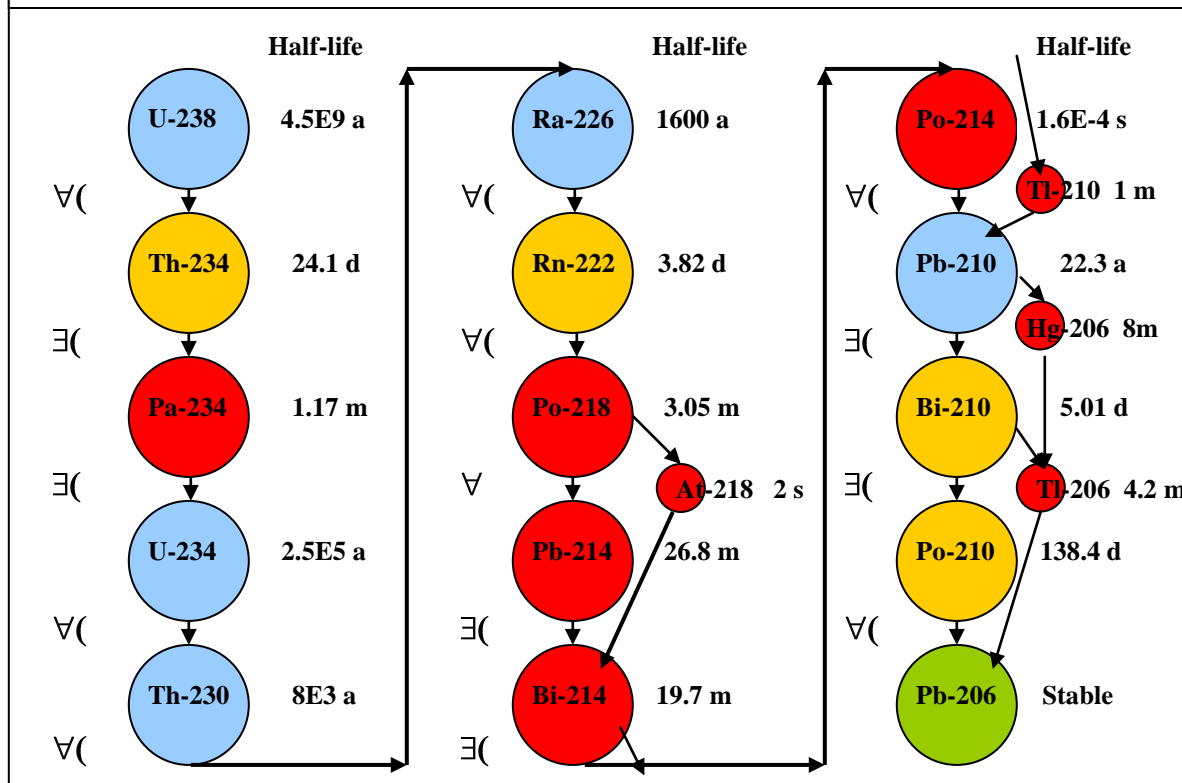 Half-life
U-238 4.5E9 a
∀(
Th-234 24.1 d
∃(
Pa-234 1.17 m
∃(
U-234 2.5E5 a
∀(
Th-230 8E3 a
∀(
Half-life
Ra-226 1600 a
∀(
Rn-222 3.82 d
∀(
Po-218 3.05 m
∀
At-218 2 s
Pb-214 26.8 m
∃(
Bi-214 19.7 m
∃(
Half-life
Po-214 1.6E-4 s
∀(
Tl-210 1 m
Pb-210 22.3 a
Hg-206 8m
∃(
Bi-210 5.01 d
∃(
Tl-206 4.2 m
Po-210 138.4 d
∀(
Pb-206 Stable